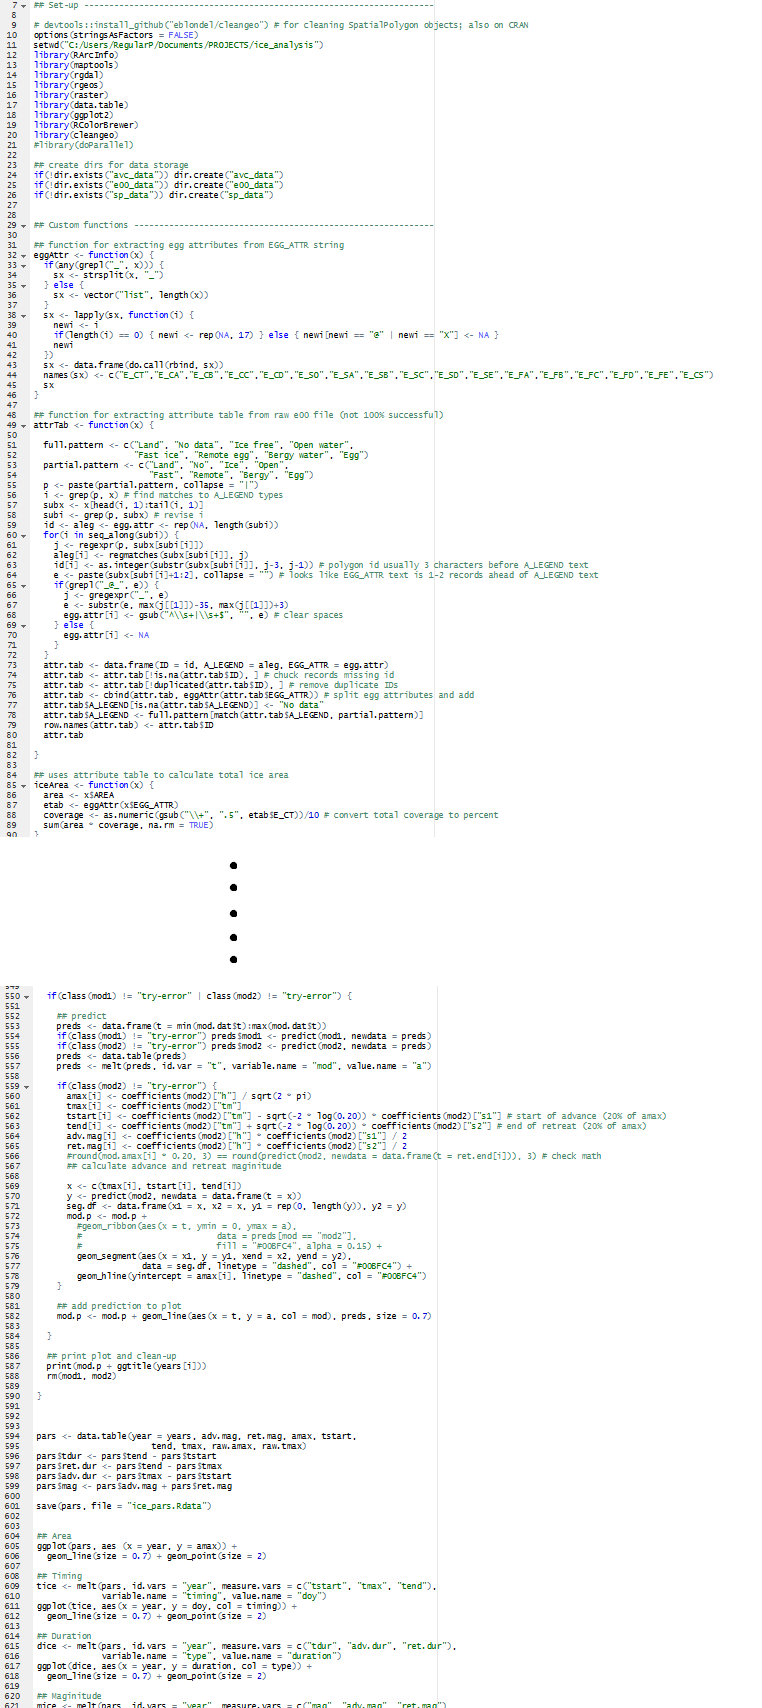 7 ## Set-up ----------------------------------------------------------------------
8
9 # devtools::install_github("eblondel/cleangeo") # for cleaning SpatialPolygon objects; also on CRAN
10 options(stringsAsFactors = FALSE)
11 setwd("C:/Users/RegularP/Documents/PROJECTS/ice_analysis")
12 library(RArcInfo)
13 library(maptools)
14 library(rgdal)
15 library(rgeos)
16 library(raster)
17 library(data.table)
18 library(ggplot2)
19 library(RColorBrewer)
20 library(cleangeo)
21 #library(doParallel)
22
23 ## create dirs for data storage
24 if(!dir.exists("avc_data")) dir.create("avc_data")
25 if(!dir.exists("e00_data")) dir.create("e00_data")
26 if(!dir.exists("sp_data")) dir.create("sp_data")
27
28
29 ## Custom functions ------------------------------------------------------------
30
31 ## function for extracting egg attributes from EGG_ATTR string
32 eggAttr <- function(x) {
33 if(any(grepl("_", x))) {
34 sx <- strsplit(x, "_")
35 } else {
36 sx <- vector("list", length(x))
37 }
38 sx <- lapply(sx, function(i) {
39 newi <- i
40 if(length(i) == 0) { newi <- rep(NA, 17) } else { newi[newi == "@" | newi == "X"] <- NA }
41 newi
42 })
43 sx <- data.frame(do.call(rbind, sx))
44 names(sx) <- c("E_CT","E_CA","E_CB","E_CC","E_CD","E_SO","E_SA","E_SB","E_SC","E_SD","E_SE","E_FA","E_FB","E_FC","E_FD","E_FE","E_CS")
45 sx
46 }
47
48 ## function for extracting attribute table from raw e00 file (not 100% successful)
49 attrTab <- function(x) {
50
51 full.pattern <- c("Land", "No data", "Ice free", "Open water",
52 "Fast ice", "Remote egg", "Bergy water", "Egg")
53 partial.pattern <- c("Land", "No", "Ice", "Open",
54 "Fast", "Remote", "Bergy", "Egg")
55 p <- paste(partial.pattern, collapse = "|")
56 i <- grep(p, x) # find matches to A_LEGEND types
57 subx <- x[head(i, 1):tail(i, 1)]
58 subi <- grep(p, subx) # revise i
59 id <- aleg <- egg.attr <- rep(NA, length(subi))
60 for(i in seq_along(subi)) {
61 j <- regexpr(p, subx[subi[i]])
62 aleg[i] <- regmatches(subx[subi[i]], j)
63 id[i] <- as.integer(substr(subx[subi[i]], j-3, j-1)) # polygon id usually 3 characters before A_LEGEND text
64 e <- paste(subx[subi[i]+1:2], collapse = "") # looks like EGG_ATTR text is 1-2 records ahead of A_LEGEND text
65 if(grepl("_@_", e)) {
66 j <- gregexpr("_", e)
67 e <- substr(e, max(j[[1]])-35, max(j[[1]])+3)
68 egg.attr[i] <- gsub("^\\s+|\\s+$", "", e) # clear spaces
69 } else {
70 egg.attr[i] <- NA
71 }
72 }
73 attr.tab <- data.frame(ID = id, A_LEGEND = aleg, EGG_ATTR = egg.attr)
74 attr.tab <- attr.tab[!is.na(attr.tab$ID), ] # chuck records missing id
75 attr.tab <- attr.tab[!duplicated(attr.tab$ID), ] # remove duplicate IDs
76 attr.tab <- cbind(attr.tab, eggAttr(attr.tab$EGG_ATTR)) # split egg attributes and add
77 attr.tab$A_LEGEND[is.na(attr.tab$A_LEGEND)] <- "No data"
78 attr.tab$A_LEGEND <- full.pattern[match(attr.tab$A_LEGEND, partial.pattern)]
79 row.names(attr.tab) <- attr.tab$ID
80 attr.tab
81
82 }
83
84 ## uses attribute table to calculate total ice area
85 iceArea <- function(x) {
86 area <- x$AREA
87 etab <- eggAttr(x$EGG_ATTR)
88 coverage <- as.numeric(gsub("\\+", ".5", etab$E_CT))/10 # convert total coverage to percent
89 sum(area * coverage, na.rm = TRUE)
90 }
549
550 if(class(mod1) != "try-error" | class(mod2) != "try-error") {
551
552 ## predict
553 preds <- data.frame(t = min(mod.dat$t):max(mod.dat$t))
554 if(class(mod1) != "try-error") preds$mod1 <- predict(mod1, newdata = preds)
555 if(class(mod2) != "try-error") preds$mod2 <- predict(mod2, newdata = preds)
556 preds <- data.table(preds)
557 preds <- melt(preds, id.var = "t", variable.name = "mod", value.name = "a")
558
559 if(class(mod2) != "try-error") {
560 amax[i] <- coefficients(mod2)["h"] / sqrt(2 * pi)
561 tmax[i] <- coefficients(mod2)["tm"]
562 tstart[i] <- coefficients(mod2)["tm"] - sqrt(-2 * log(0.20)) * coefficients(mod2)["s1"] # start of advance (20% of amax)
563 tend[i] <- coefficients(mod2)["tm"] + sqrt(-2 * log(0.20)) * coefficients(mod2)["s2"] # end of retreat (20% of amax)
564 adv.mag[i] <- coefficients(mod2)["h"] * coefficients(mod2)["s1"] / 2
565 ret.mag[i] <- coefficients(mod2)["h"] * coefficients(mod2)["s2"] / 2
566 #round(mod.amax[i] * 0.20, 3) == round(predict(mod2, newdata = data.frame(t = ret.end[i])), 3) # check math
567 ## calculate advance and retreat maginitude
568
569 x <- c(tmax[i], tstart[i], tend[i])
570 y <- predict(mod2, newdata = data.frame(t = x))
571 seg.df <- data.frame(x1 = x, x2 = x, y1 = rep(0, length(y)), y2 = y)
572 mod.p <- mod.p +
573 #geom_ribbon(aes(x = t, ymin = 0, ymax = a),
574 # data = preds[mod == "mod2"],
575 # fill = "#00BFC4", alpha = 0.15) +
576 geom_segment(aes(x = x1, y = y1, xend = x2, yend = y2),
577 data = seg.df, linetype = "dashed", col = "#00BFC4") +
578 geom_hline(yintercept = amax[i], linetype = "dashed", col = "#00BFC4")
579 }
580
581 ## add prediction to plot
582 mod.p <- mod.p + geom_line(aes(x = t, y = a, col = mod), preds, size = 0.7)
583
584 }
585
586 ## print plot and clean-up
587 print(mod.p + ggtitle(years[i]))
588 rm(mod1, mod2)
589
590 }
591
592
593
594 pars <- data.table(year = years, adv.mag, ret.mag, amax, tstart,
595 tend, tmax, raw.amax, raw.tmax)
596 pars$tdur <- pars$tend - pars$tstart
597 pars$ret.dur <- pars$tend - pars$tmax
598 pars$adv.dur <- pars$tmax - pars$tstart
599 pars$mag <- pars$adv.mag + pars$ret.mag
600
601 save(pars, file = "ice_pars.Rdata")
602
603
604 ## Area
605 ggplot(pars, aes (x = year, y = amax)) +
606 geom_line(size = 0.7) + geom_point(size = 2)
607
608 ## Timing
609 tice <- melt(pars, id.vars = "year", measure.vars = c("tstart", "tmax", "tend"),
610 variable.name = "timing", value.name = "doy")
611 ggplot(tice, aes(x = year, y = doy, col = timing)) +
612 geom_line(size = 0.7) + geom_point(size = 2)
613
614 ## Duration
615 dice <- melt(pars, id.vars = "year", measure.vars = c("tdur", "adv.dur", "ret.dur"),
616 variable.name = "type", value.name = "duration")
617 ggplot(dice, aes(x = year, y = duration, col = type)) +
618 geom_line(size = 0.7) + geom_point(size = 2)
619
620 ## Maginitude
621 mice <- melt(pars, id.vars = "year", measure.vars = c("mag", "adv.mag", "ret.mag")